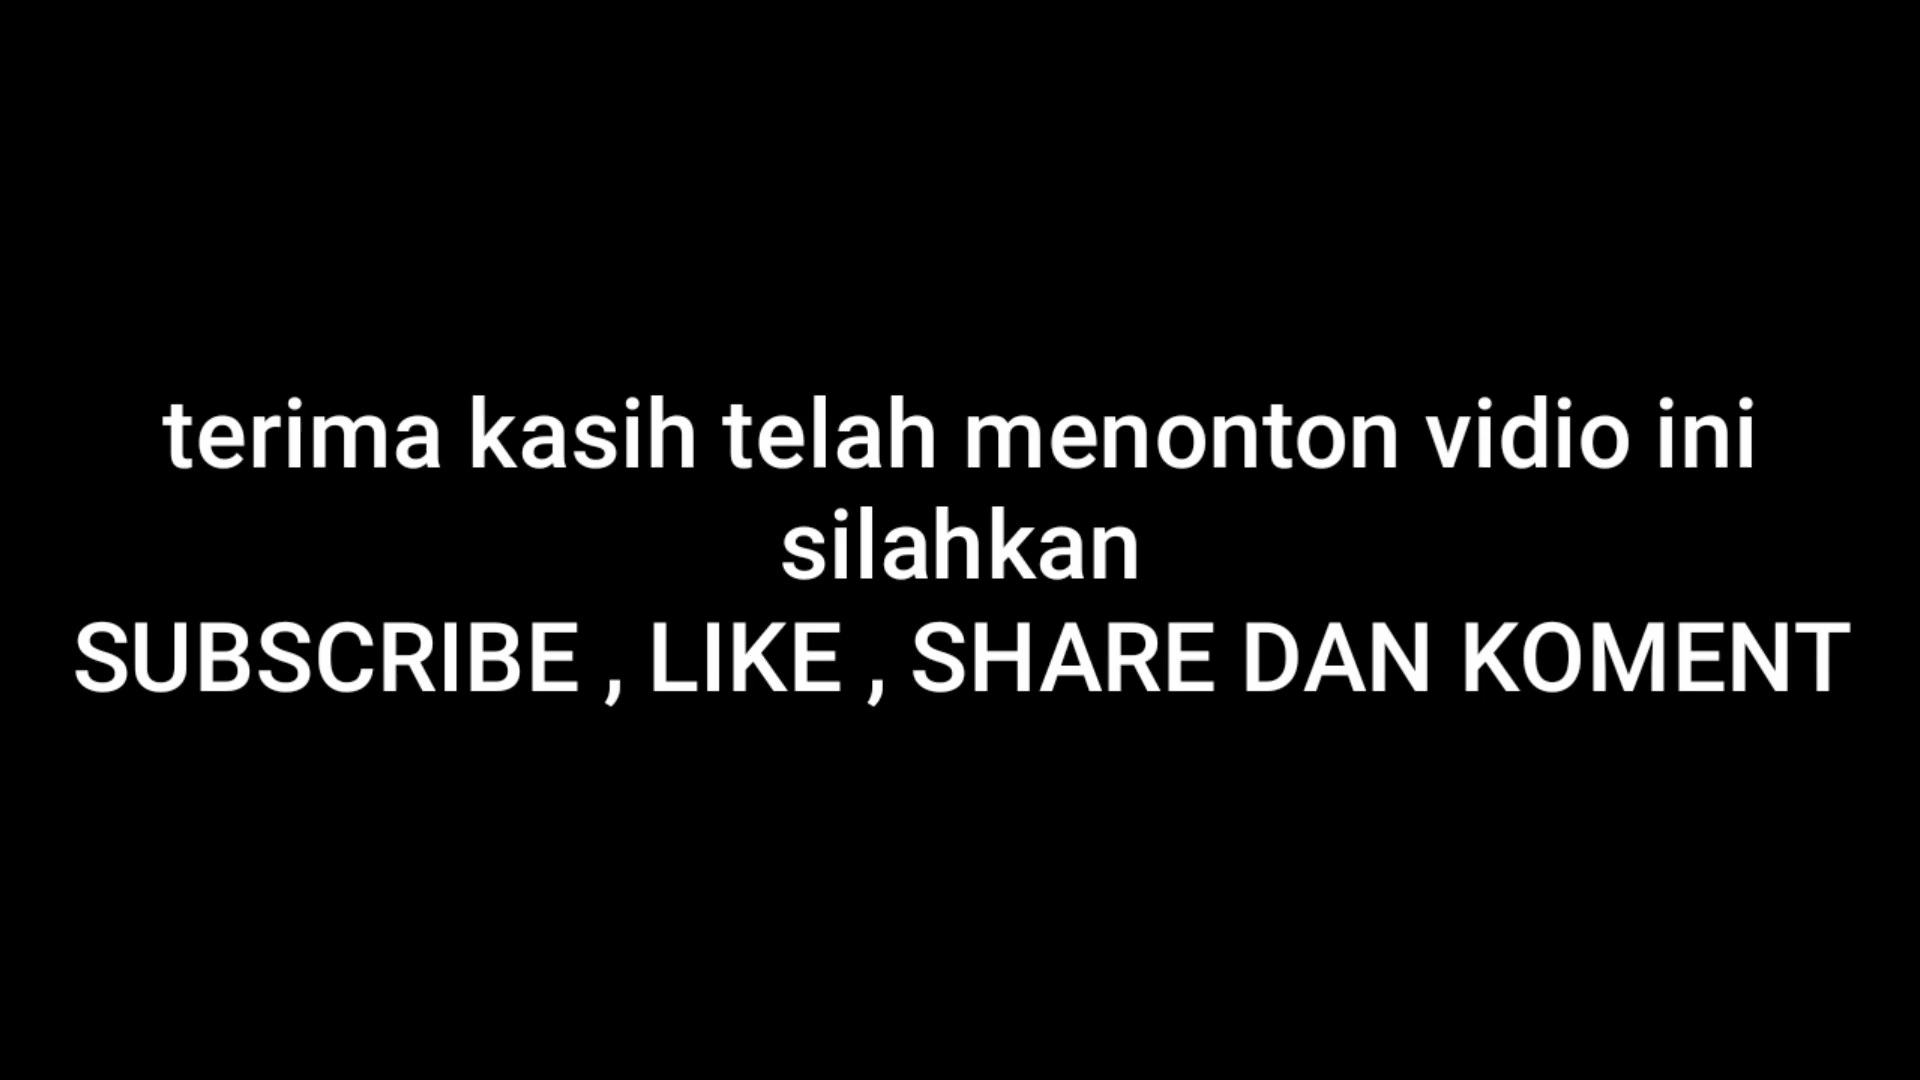 terima kasih telah menonton vidio ini
silahkan
SUBSCRIBE , LIKE , SHARE DAN KOMENT